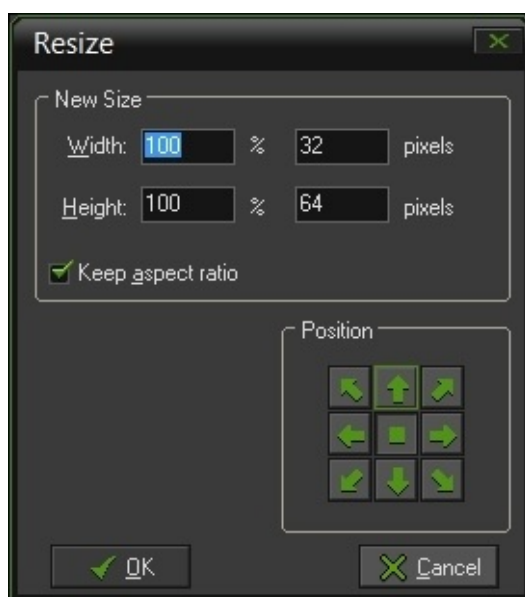 Resize
New Size
Width: 100 % 32 pixels
Height: 100 % 64 pixels
Keep aspect ratio
Position
OK Cancel